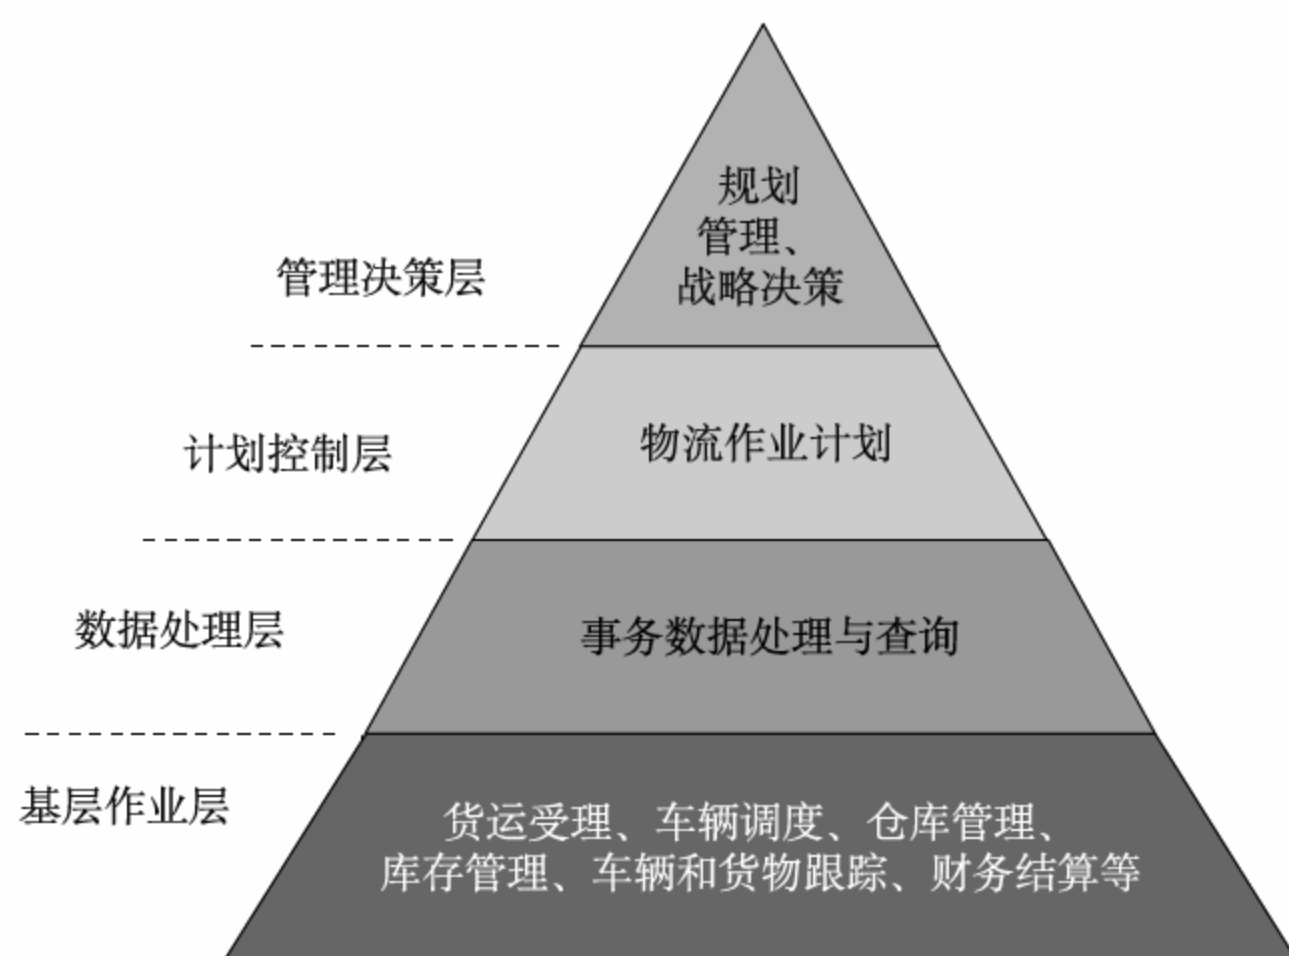 规划
管理、
战略决策
管理决策层
物流作业计划
计划控制层
事务数据处理与查询
数据处理层
基层作业层
货运受理、车辆调度、仓库管理、
库存管理、车辆和货物跟踪、财务结算等